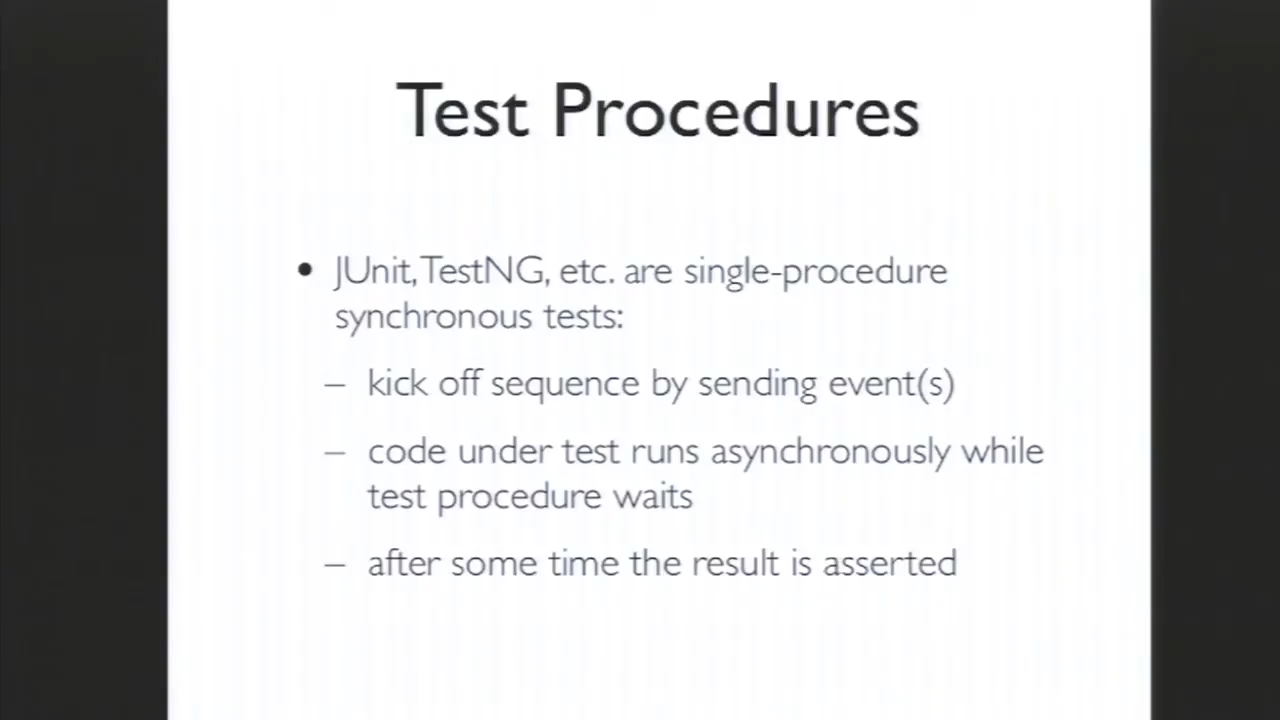 Test Procedures
• JUnit, TestNG, etc. are single-procedure
synchronous tests:
– kick off sequence by sending event(s)
– code under test runs asynchronously while
test procedure waits
– after some time the result is asserted